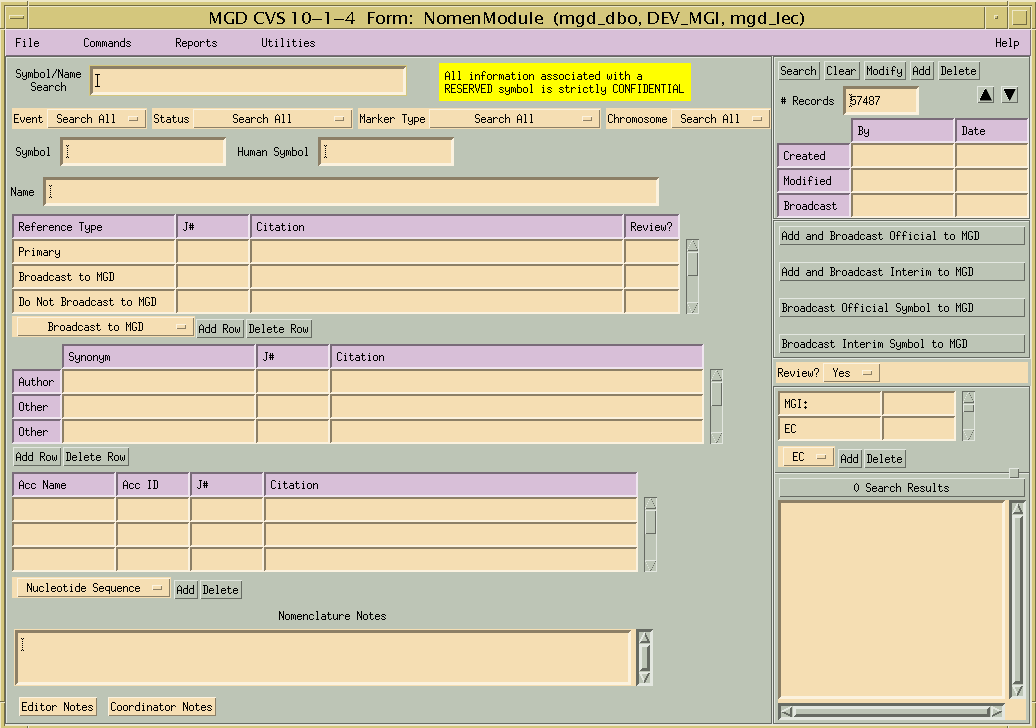 MGD CVS 10-1-4 Form: NomenModule (mgd_dbo, DEV_MGI, mgd_lec)
File Commands Reports Utilities Help
Symbol/Name
Search
All information associated with a
RESERVED symbol is strictly CONFIDENTIAL
Event Search All Status Search All Marker Type Search All Chromosome Search All
Symbol Human Symbol
Name
Reference Type J# Citation Review?
Primary
Broadcast to MGD
Do Not Broadcast to MGD
Broadcast to MGD Add Row Delete Row
Synonym J# Citation
Author
Other
Other
Add Row Delete Row
Acc Name Acc ID J# Citation
Nucleotide Sequence Add Delete
Nomenclature Notes
Editor Notes Coordinator Notes
Search Clear Modify Add Delete
# Records 57487
By Date
Created
Modified
Broadcast
Add and Broadcast Official to MGD
Add and Broadcast Interim to MGD
Broadcast Official Symbol to MGD
Broadcast Interim Symbol to MGD
Review? Yes
MGI:
EC
EC Add Delete
0 Search Results